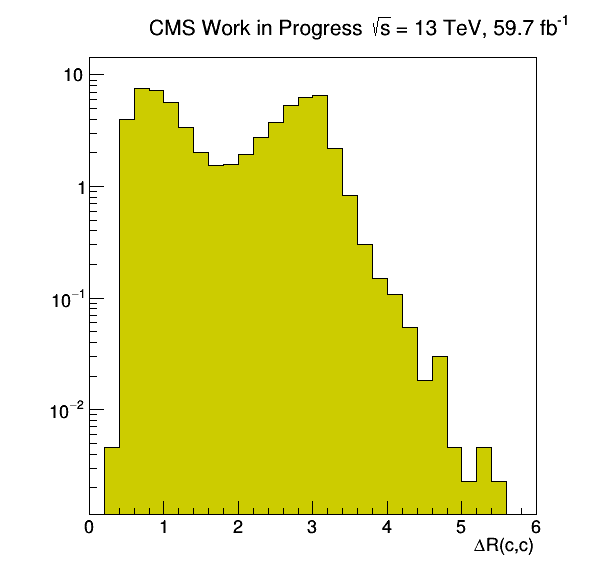 CMS Work in Progress √s = 13 TeV, 59.7 fb⁻¹
10
1
10⁻¹
10⁻²
0 1 2 3 4 5 6
ΔR(c,c)